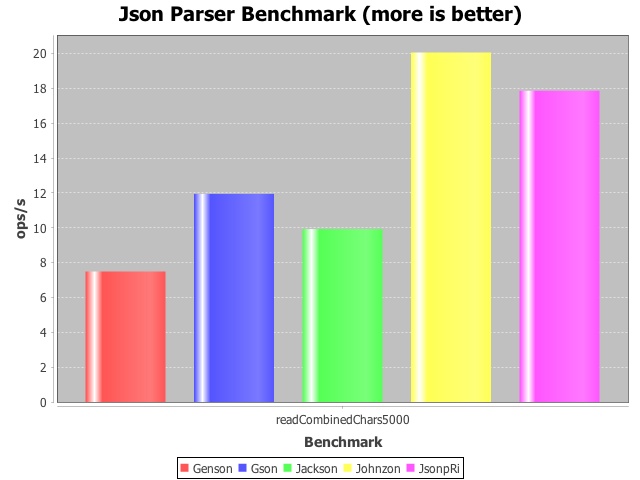 Json Parser Benchmark (more is better)
20
18
16
14
12
10
8
6
4
2
0
ops/s
readCombinedChars5000
Benchmark
Genson Gson Jackson Johnzon JsonpRi